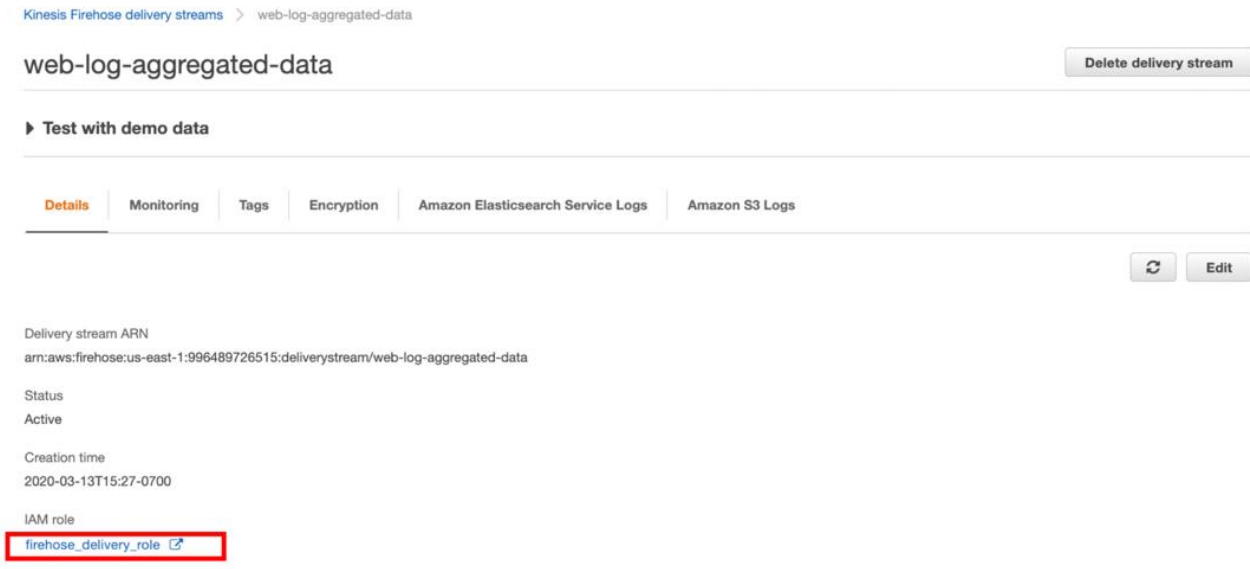 Kinesis Firehose delivery streams > web-log-aggregated-data
web-log-aggregated-data
Delete delivery stream
Test with demo data
Details Monitoring Tags Encryption Amazon Elasticsearch Service Logs Amazon S3 Logs
Edit
Delivery stream ARN
arn:aws:firehose:us-east-1:996489726515:deliverystream/web-log-aggregated-data
Status
Active
Creation time
2020-03-13T15:27-0700
IAM role
firehose_delivery_role